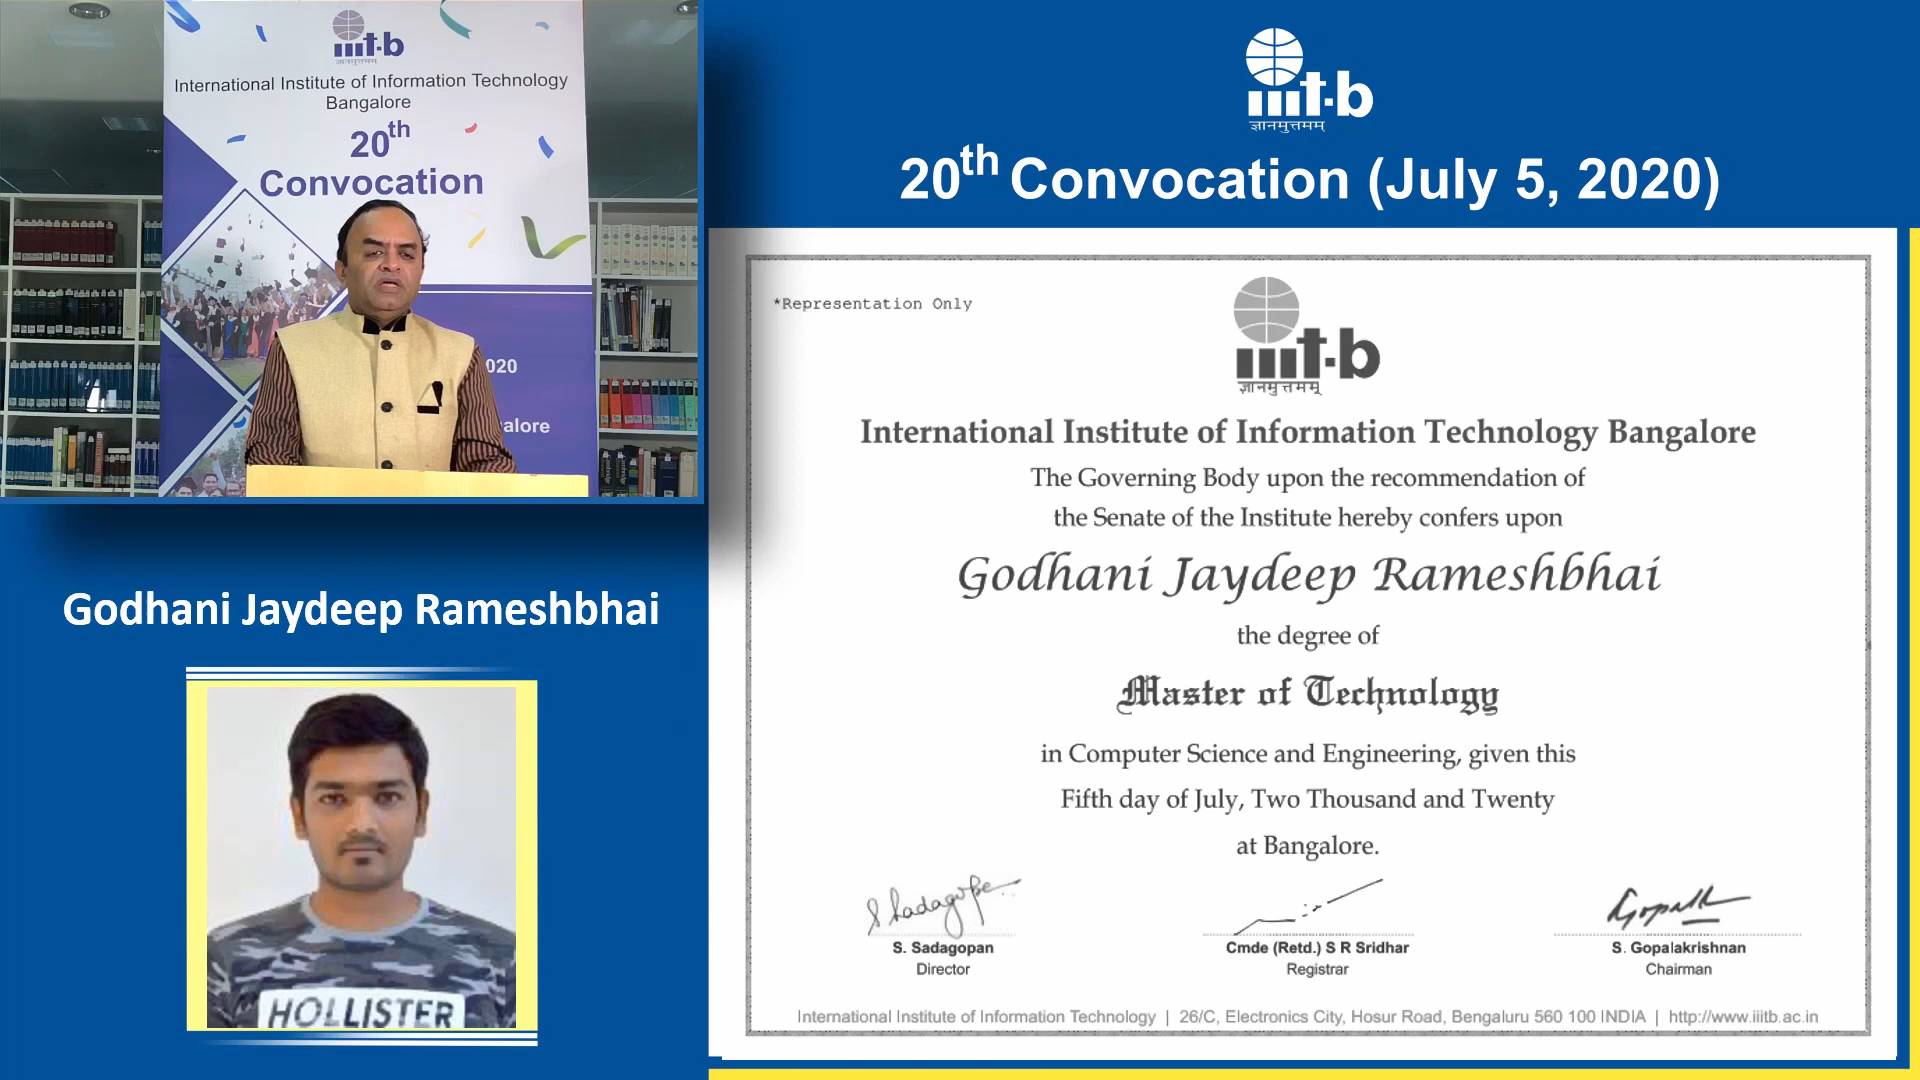 iiit-b
ज्ञानमुत्तमम्
International Institute of Information Technology
Bangalore
20th
Convocation
020
alore
Godhani Jaydeep Rameshbhai
HOLLISTER
iiit-b
ज्ञानमुत्तमम्
20th Convocation (July 5, 2020)
*Representation Only
iiit-b
ज्ञानमुत्तमम्
International Institute of Information Technology Bangalore
The Governing Body upon the recommendation of
the Senate of the Institute hereby confers upon
Godhani Jaydeep Rameshbhai
the degree of
Master of Technology
in Computer Science and Engineering, given this
Fifth day of July, Two Thousand and Twenty
at Bangalore.
S. Sadagopan
Director
Cmde (Retd.) S R Sridhar
Registrar
S. Gopalakrishnan
Chairman
International Institute of Information Technology | 26/C, Electronics City, Hosur Road, Bengaluru 560 100 INDIA | http://www.iiitb.ac.in